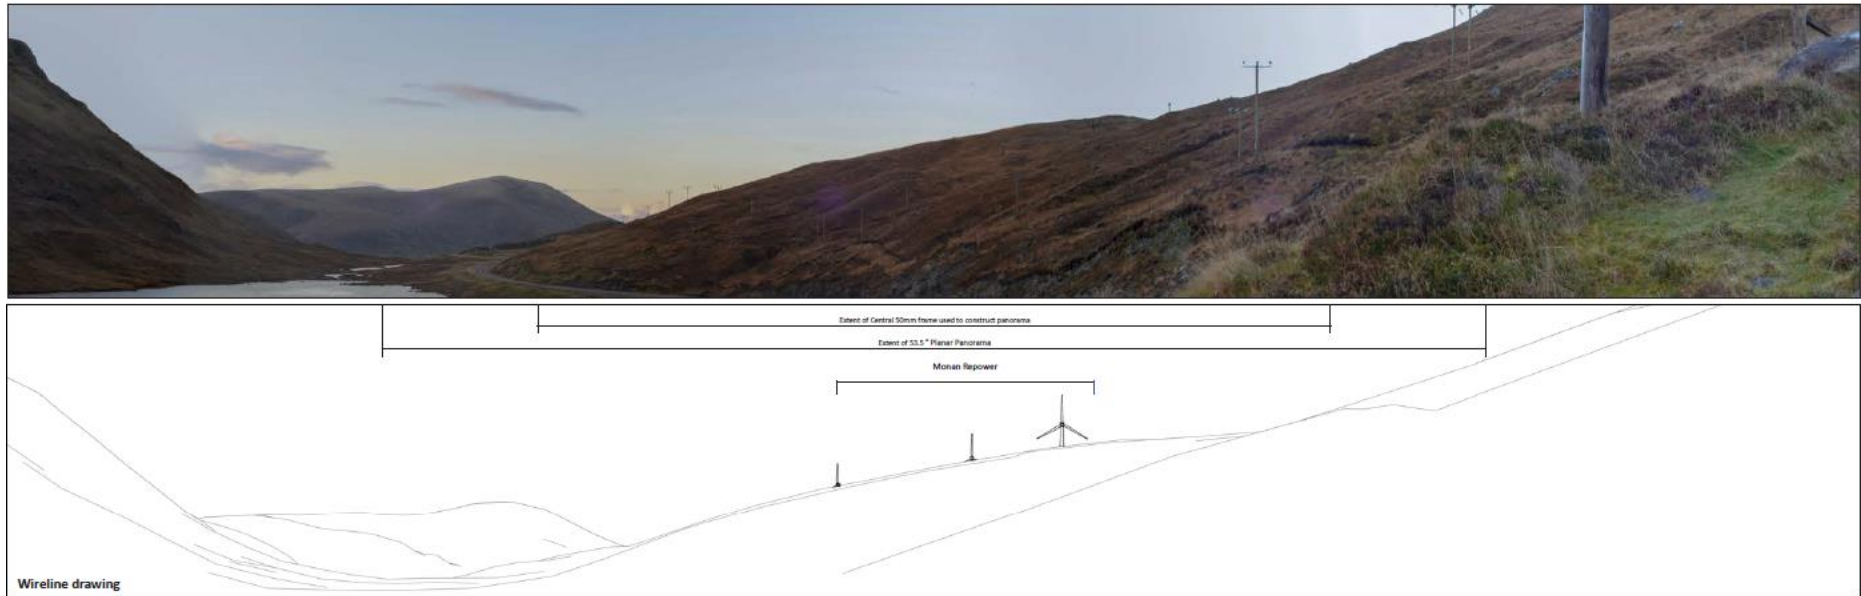 Extent of Central 50mm frame used to construct panorama
Extent of 53.5 ° Planar Panorama
Monan Repower
Wireline drawing